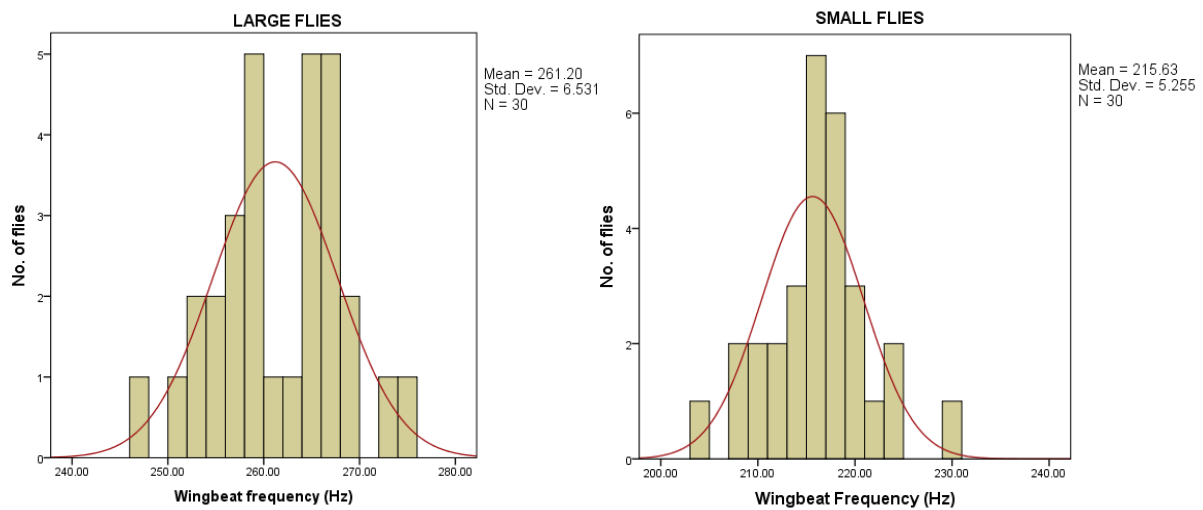 LARGE FLIES
Mean = 261.20
Std. Dev. = 6.531
N = 30
No. of flies
5
4
3
2
1
0
240.00 250.00 260.00 270.00 280.00
Wingbeat frequency (Hz)
SMALL FLIES
Mean = 215.63
Std. Dev. = 5.255
N = 30
No. of flies
6
4
2
0
200.00 210.00 220.00 230.00 240.00
Wingbeat Frequency (Hz)